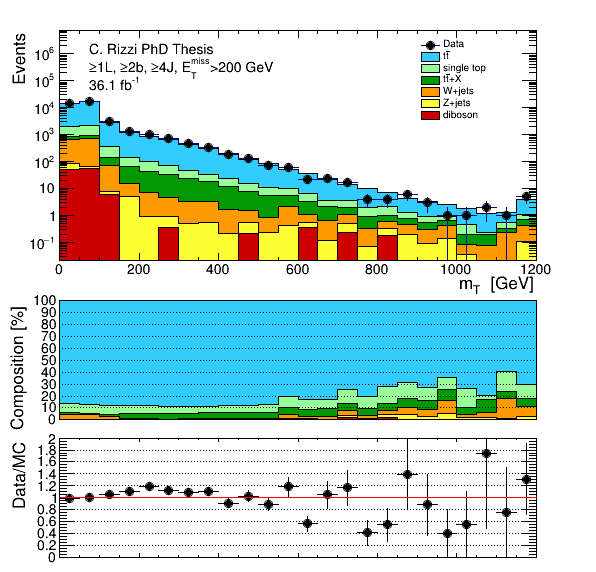 Events
10⁶
10⁵
10⁴
10³
10²
10
1
10⁻¹
C. Rizzi PhD Thesis
≥1L, ≥2b, ≥4J, E_T^miss>200 GeV
36.1 fb⁻¹
Data
tt̄
single top
tt̄+X
W+jets
Z+jets
diboson
0 200 400 600 800 1000 1200
m_T [GeV]
Composition [%]
100
90
80
70
60
50
40
30
20
10
0
Data/MC
2
1.8
1.6
1.4
1.2
1
0.8
0.6
0.4
0.2
0